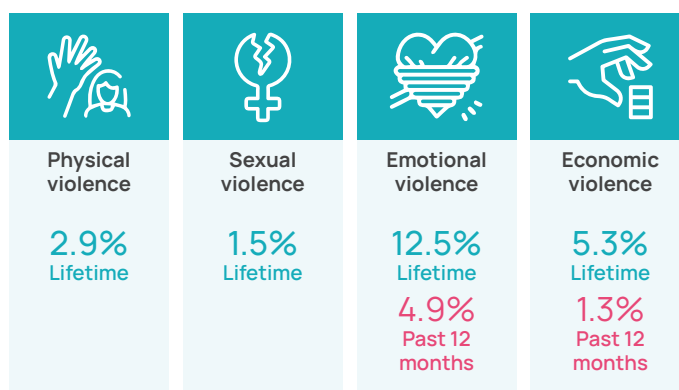 Physical
violence
2.9%
Lifetime
Sexual
violence
1.5%
Lifetime
Emotional
violence
12.5%
Lifetime
4.9%
Past 12
months
Economic
violence
5.3%
Lifetime
1.3%
Past 12
months